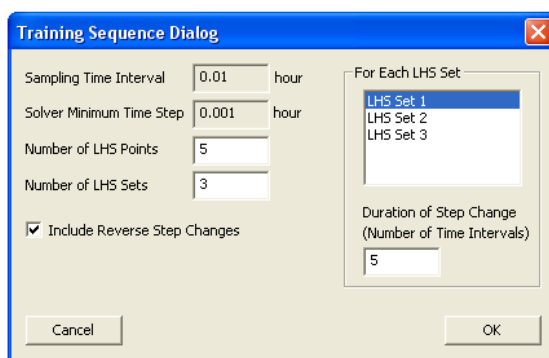 Training Sequence Dialog
Sampling Time Interval 0.01 hour
Solver Minimum Time Step 0.001 hour
Number of LHS Points 5
Number of LHS Sets 3
Include Reverse Step Changes
For Each LHS Set
LHS Set 1
LHS Set 2
LHS Set 3
Duration of Step Change
(Number of Time Intervals)
5
Cancel
OK